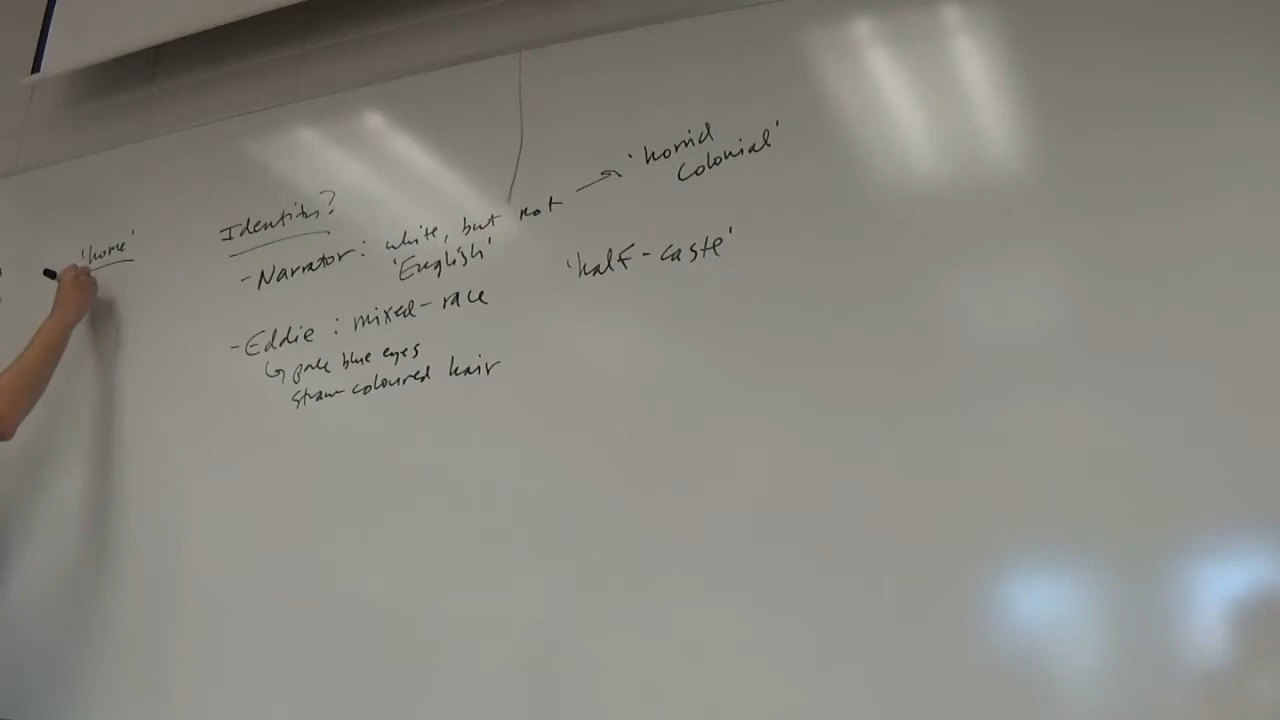 'home'
Identity?
- Narrator: white, but not → 'horrid
colonial'
'English'
'half-caste'
- Eddie: mixed-race
↳ pale blue eyes
straw coloured hair